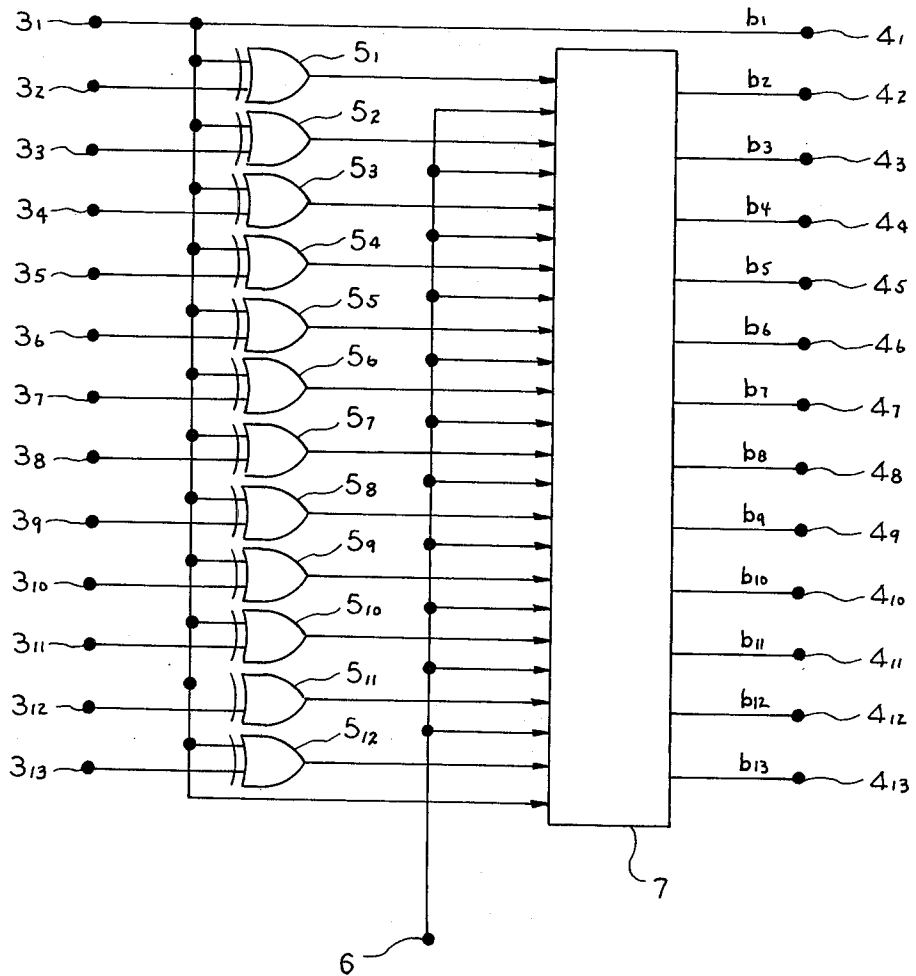 3₁ b₁ 4₁
5₁
3₂ b₂ 4₂
5₂
3₃ b₃ 4₃
5₃
3₄ b₄ 4₄
5₄
3₅ b₅ 4₅
5₅
3₆ b₆ 4₆
5₆
3₇ b₇ 4₇
5₇
3₈ b₈ 4₈
5₈
3₉ b₉ 4₉
5₉
3₁₀ b₁₀ 4₁₀
5₁₀
3₁₁ b₁₁ 4₁₁
5₁₁
3₁₂ b₁₂ 4₁₂
5₁₂
3₁₃ b₁₃ 4₁₃
7
6